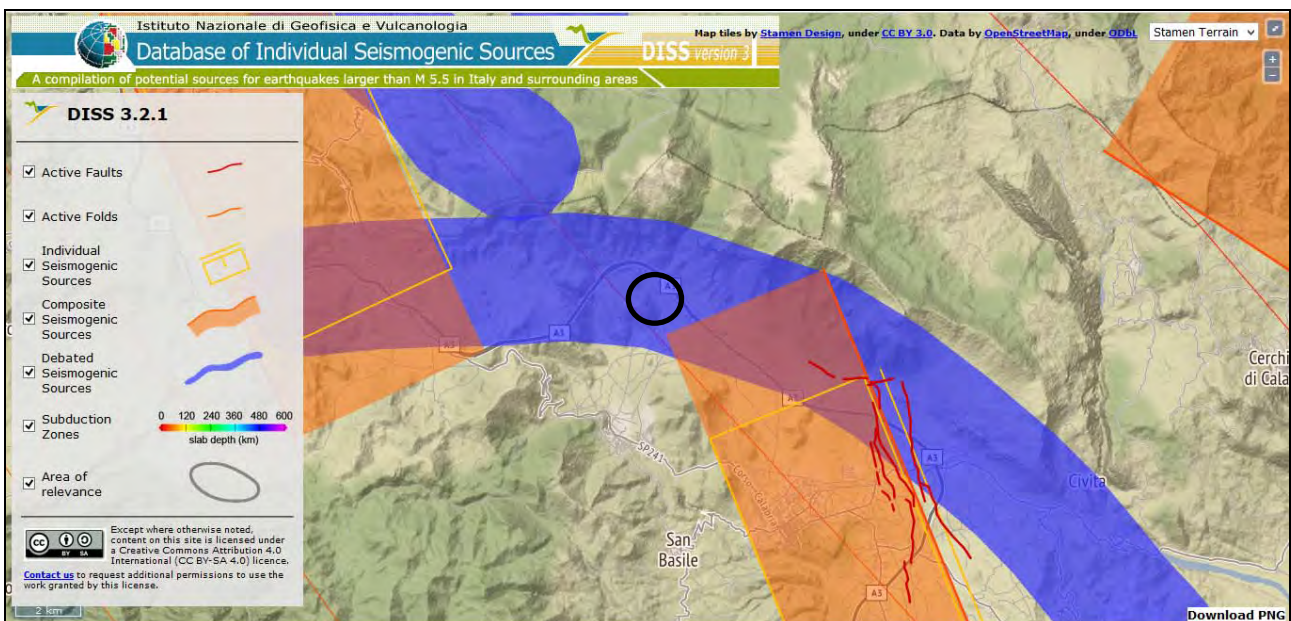 Istituto Nazionale di Geofisica e Vulcanologia
Database of Individual Seismogenic Sources
DISS version 3
A compilation of potential sources for earthquakes larger than M 5.5 in Italy and surrounding areas
Map tiles by Stamen Design, under CC BY 3.0. Data by OpenStreetMap, under ODbL
Stamen Terrain
+
−
DISS 3.2.1
Active Faults
Active Folds
Individual
Seismogenic
Sources
Composite
Seismogenic
Sources
Debated
Seismogenic
Sources
Subduction
Zones
0 120 240 360 480 600
slab depth (km)
Area of
relevance
cc BY SA
Except where otherwise noted,
content on this site is licensed under
a Creative Commons Attribution 4.0
International (CC BY-SA 4.0) licence.
Contact us to request additional permissions to use the
work granted by this license.
2 km
A3
A3
A3
A3
A3
SP241
San
Basile
Civita
Cerchi
di Cala
Download PNG